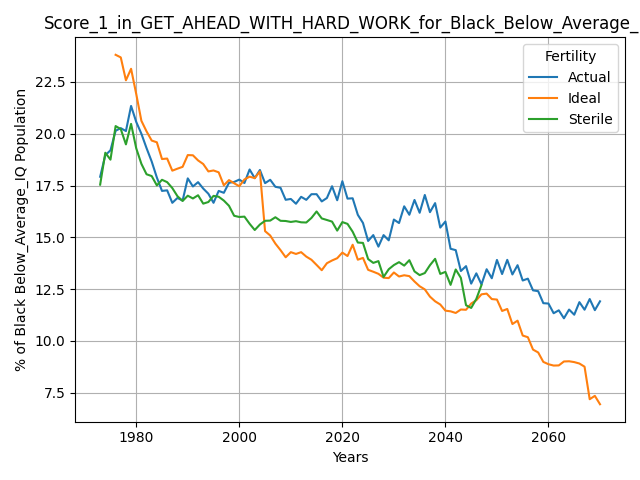 Score_1_in_GET_AHEAD_WITH_HARD_WORK_for_Black_Below_Average_
Fertility
Actual
Ideal
Sterile
% of Black Below_Average_IQ Population
22.5
20.0
17.5
15.0
12.5
10.0
7.5
1980
2000
2020
2040
2060
Years